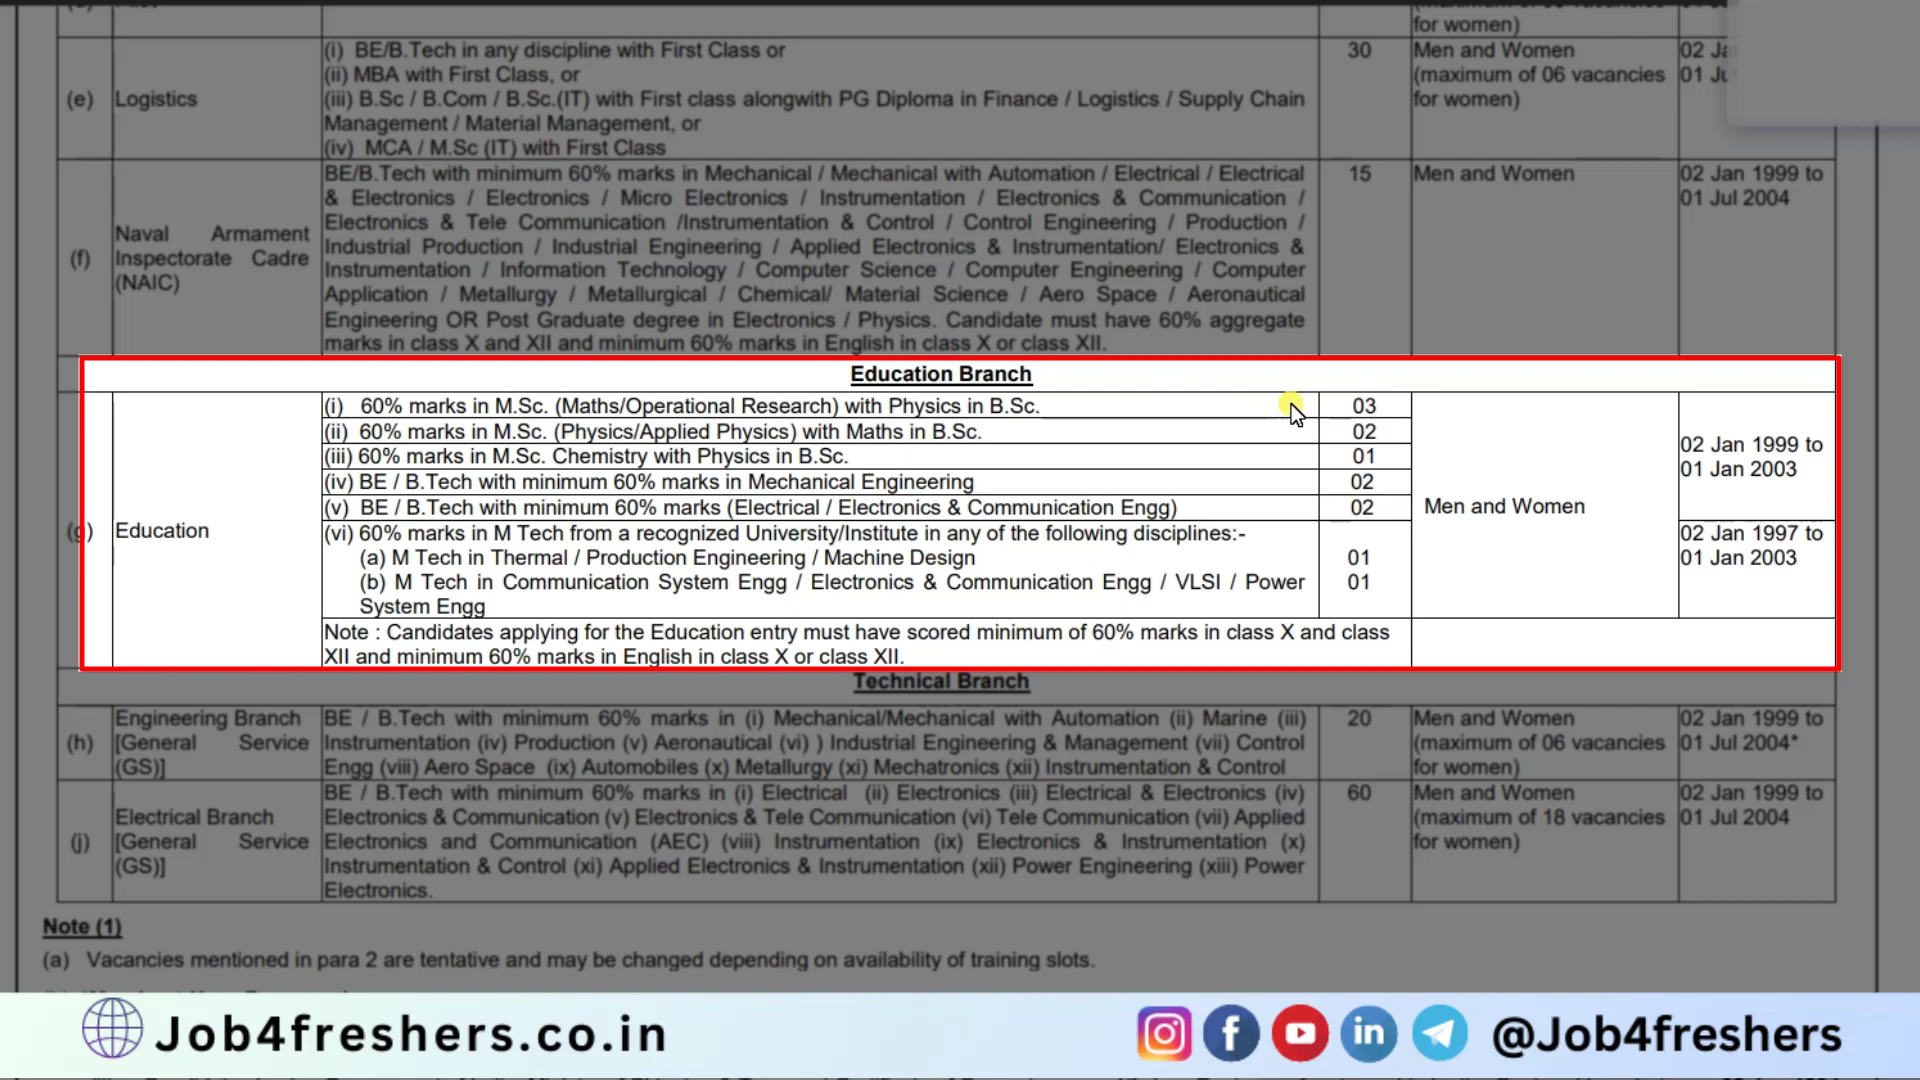 for women)
(e) Logistics
(i) BE/B.Tech in any discipline with First Class or
(ii) MBA with First Class, or
(iii) B.Sc / B.Com / B.Sc.(IT) with First class alongwith PG Diploma in Finance / Logistics / Supply Chain
Management / Material Management, or
(iv) MCA / M.Sc (IT) with First Class
30
Men and Women
(maximum of 06 vacancies
for women)
02
01
(f)
Naval Armament
Inspectorate Cadre
(NAIC)
BE/B.Tech with minimum 60% marks in Mechanical / Mechanical with Automation / Electrical / Electrical
& Electronics / Electronics / Micro Electronics / Instrumentation / Electronics & Communication /
Electronics & Tele Communication /Instrumentation & Control / Control Engineering / Production /
Industrial Production / Industrial Engineering / Applied Electronics & Instrumentation/ Electronics &
Instrumentation / Information Technology / Computer Science / Computer Engineering / Computer
Application / Metallurgy / Metallurgical / Chemical/ Material Science / Aero Space / Aeronautical
Engineering OR Post Graduate degree in Electronics / Physics. Candidate must have 60% aggregate
marks in class X and XII and minimum 60% marks in English in class X or class XII.
15
Men and Women
02 Jan 1999 to
01 Jul 2004
Education Branch
(g) Education
(i) 60% marks in M.Sc. (Maths/Operational Research) with Physics in B.Sc. 03
(ii) 60% marks in M.Sc. (Physics/Applied Physics) with Maths in B.Sc. 02
(iii) 60% marks in M.Sc. Chemistry with Physics in B.Sc. 01
(iv) BE / B.Tech with minimum 60% marks in Mechanical Engineering 02
(v) BE / B.Tech with minimum 60% marks (Electrical / Electronics & Communication Engg) 02
(vi) 60% marks in M Tech from a recognized University/Institute in any of the following disciplines:-
(a) M Tech in Thermal / Production Engineering / Machine Design 01
(b) M Tech in Communication System Engg / Electronics & Communication Engg / VLSI / Power 01
System Engg
Men and Women
02 Jan 1999 to
01 Jan 2003
02 Jan 1997 to
01 Jan 2003
Note : Candidates applying for the Education entry must have scored minimum of 60% marks in class X and class
XII and minimum 60% marks in English in class X or class XII.
Technical Branch
(h)
Engineering Branch
[General Service
(GS)]
BE / B.Tech with minimum 60% marks in (i) Mechanical/Mechanical with Automation (ii) Marine (iii)
Instrumentation (iv) Production (v) Aeronautical (vi) ) Industrial Engineering & Management (vii) Control
Engg (viii) Aero Space (ix) Automobiles (x) Metallurgy (xi) Mechatronics (xii) Instrumentation & Control
20
Men and Women
(maximum of 06 vacancies
for women)
02 Jan 1999 to
01 Jul 2004*
(j)
Electrical Branch
[General Service
(GS)]
BE / B.Tech with minimum 60% marks in (i) Electrical (ii) Electronics (iii) Electrical & Electronics (iv)
Electronics & Communication (v) Electronics & Tele Communication (vi) Tele Communication (vii) Applied
Electronics and Communication (AEC) (viii) Instrumentation (ix) Electronics & Instrumentation (x)
Instrumentation & Control (xi) Applied Electronics & Instrumentation (xii) Power Engineering (xiii) Power
Electronics.
60
Men and Women
(maximum of 18 vacancies
for women)
02 Jan 1999 to
01 Jul 2004
Note (1)
(a) Vacancies mentioned in para 2 are tentative and may be changed depending on availability of training slots.
Job4freshers.co.in
@Job4freshers